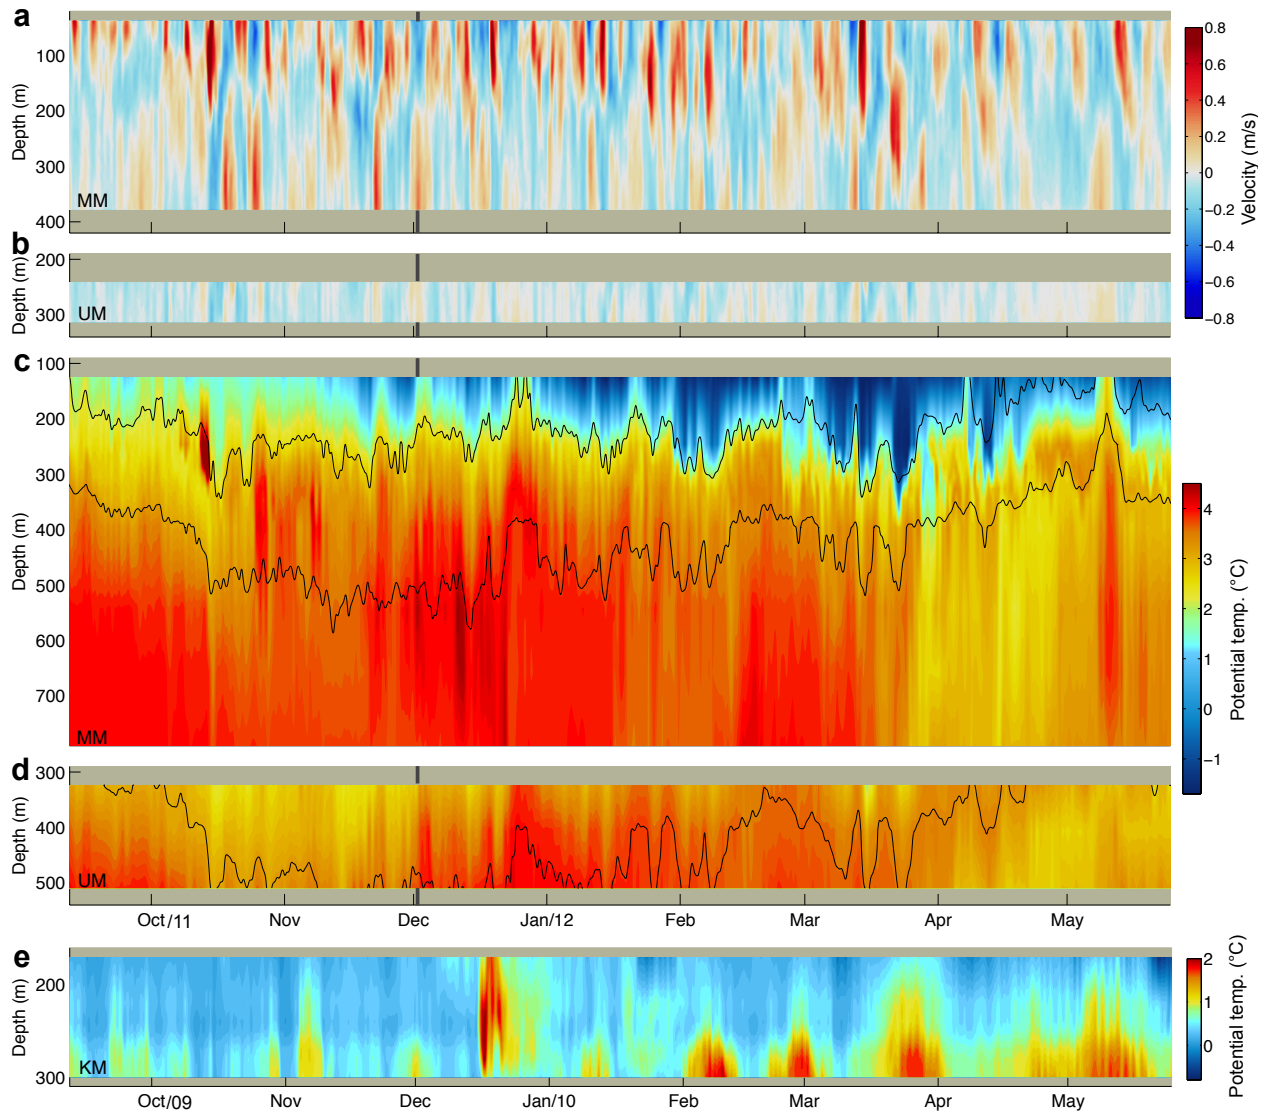 a
100
200
300
400
Depth (m)
MM
0.8
0.6
0.4
0.2
0
−0.2
−0.4
−0.6
−0.8
Velocity (m/s)
b
200
300
Depth (m)
UM
c
100
200
300
400
500
600
700
Depth (m)
MM
4
3
2
1
0
−1
Potential temp. (°C)
d
300
400
500
Depth (m)
UM
Oct/11 Nov Dec Jan/12 Feb Mar Apr May
e
200
300
Depth (m)
KM
2
1
0
Potential temp. (°C)
Oct/09 Nov Dec Jan/10 Feb Mar Apr May